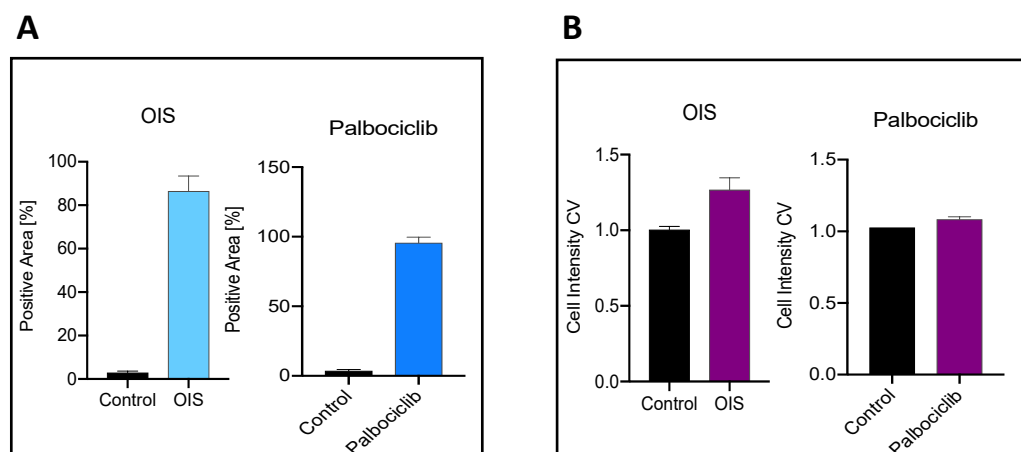 A
B
OIS
Palbociclib
Positive Area [%]
100
80
60
40
20
0
Control
OIS
Positive Area [%]
150
100
50
0
Control
Palbociclib
OIS
Palbociclib
Cell Intensity CV
1.5
1.0
0.5
0.0
Control
OIS
Cell Intensity CV
1.5
1.0
0.5
0.0
Control
Palbociclib